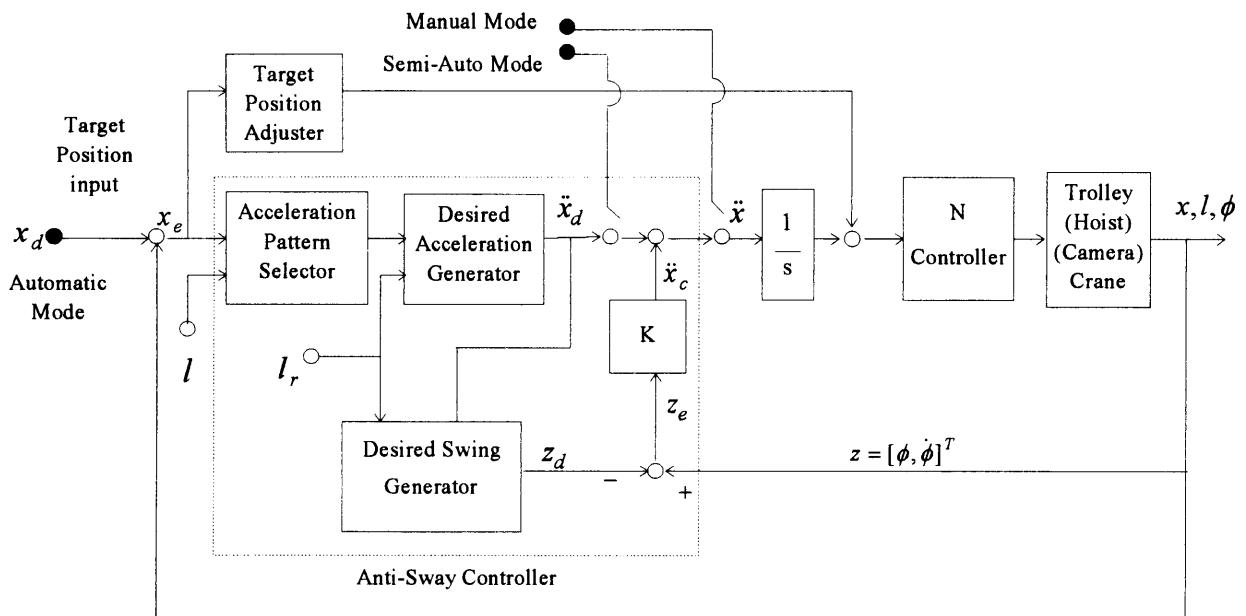 Manual Mode
Semi-Auto Mode
Target
Position
Adjuster
Target
Position
input
x_d
Automatic
Mode
x_e
Acceleration
Pattern
Selector
Desired
Acceleration
Generator
ẍ_d
ẍ
1
s
N
Controller
Trolley
(Hoist)
(Camera)
Crane
x, l, ϕ
ẍ_c
K
l
l_r
z_e
Desired Swing
Generator
z_d
−
+
z = [ϕ, ϕ̇]^T
Anti-Sway Controller